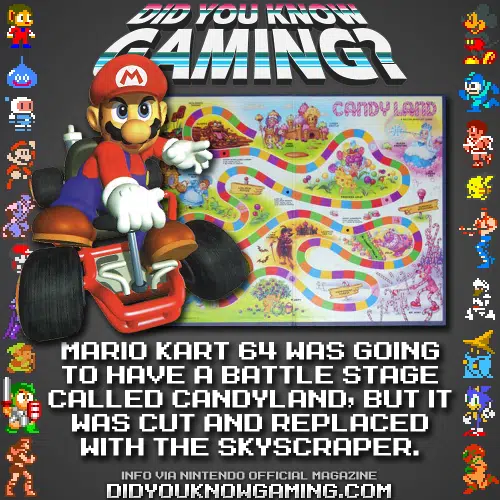 DID YOU KNOW
GAMING?
M
CANDY LAND
MARIO KART 64 WAS GOING
TO HAVE A BATTLE STAGE
CALLED CANDYLAND, BUT IT
WAS CUT AND REPLACED
WITH THE SKYSCRAPER.
INFO VIA NINTENDO OFFICIAL MAGAZINE
DIDYOUKNOWGAMING.COM